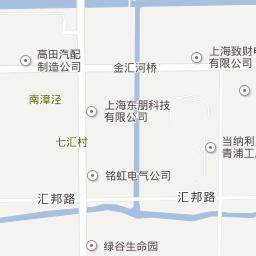 高田汽配
制造公司
上海致财
有限公司
金汇河桥
南漳泾
上海东朋科技
有限公司
七汇村
当纳利
青浦工
铭虹电气公司
汇邦路
汇邦路
绿谷生命园